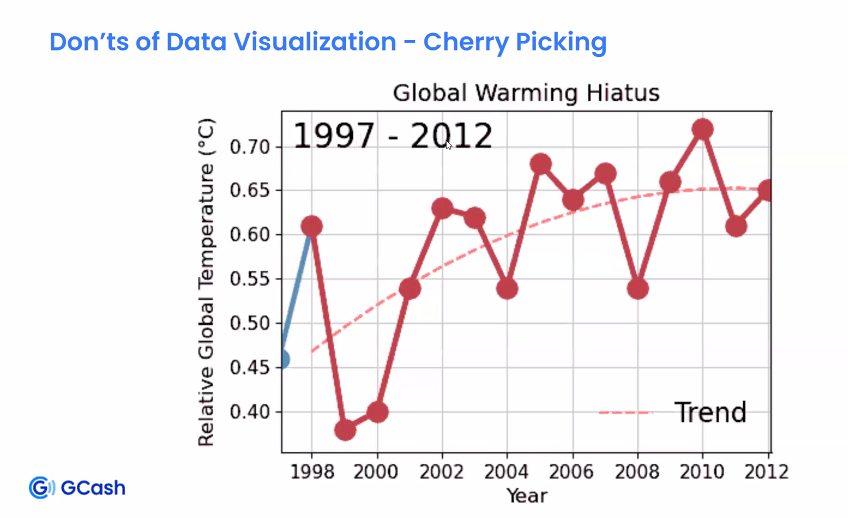 Don'ts of Data Visualization - Cherry Picking
Global Warming Hiatus
1997 - 2012
Relative Global Temperature (°C)
0.70
0.65
0.60
0.55
0.50
0.45
0.40
Trend
1998 2000 2002 2004 2006 2008 2010 2012
Year
GCash